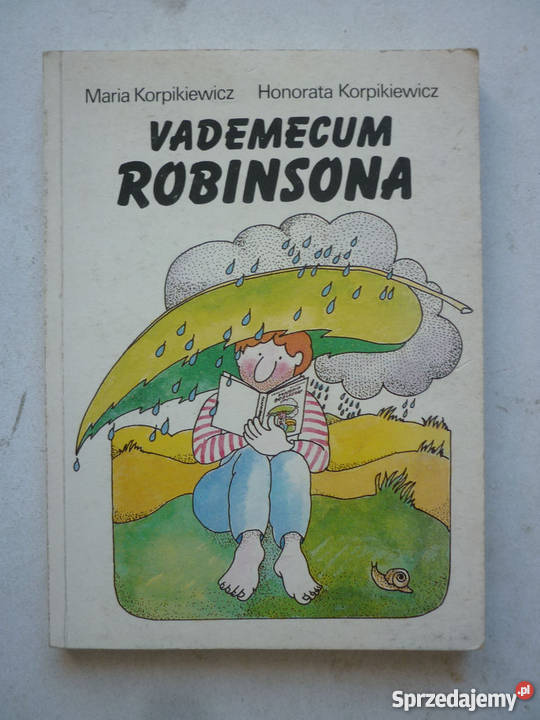 Maria Korpikiewicz Honorata Korpikiewicz
VADEMECUM
ROBINSONA
Sprzedajemy.pl